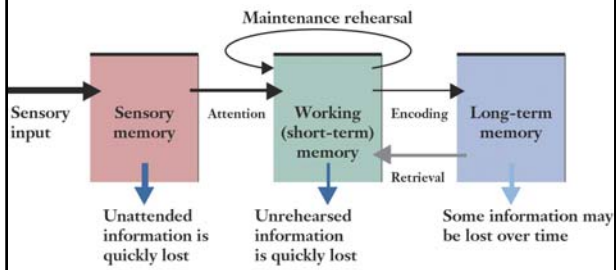 Maintenance rehearsal
Sensory
input
Sensory
memory
Attention
Working
(short-term)
memory
Encoding
Retrieval
Long-term
memory
Unattended
information is
quickly lost
Unrehearsed
information
is quickly lost
Some information may
be lost over time